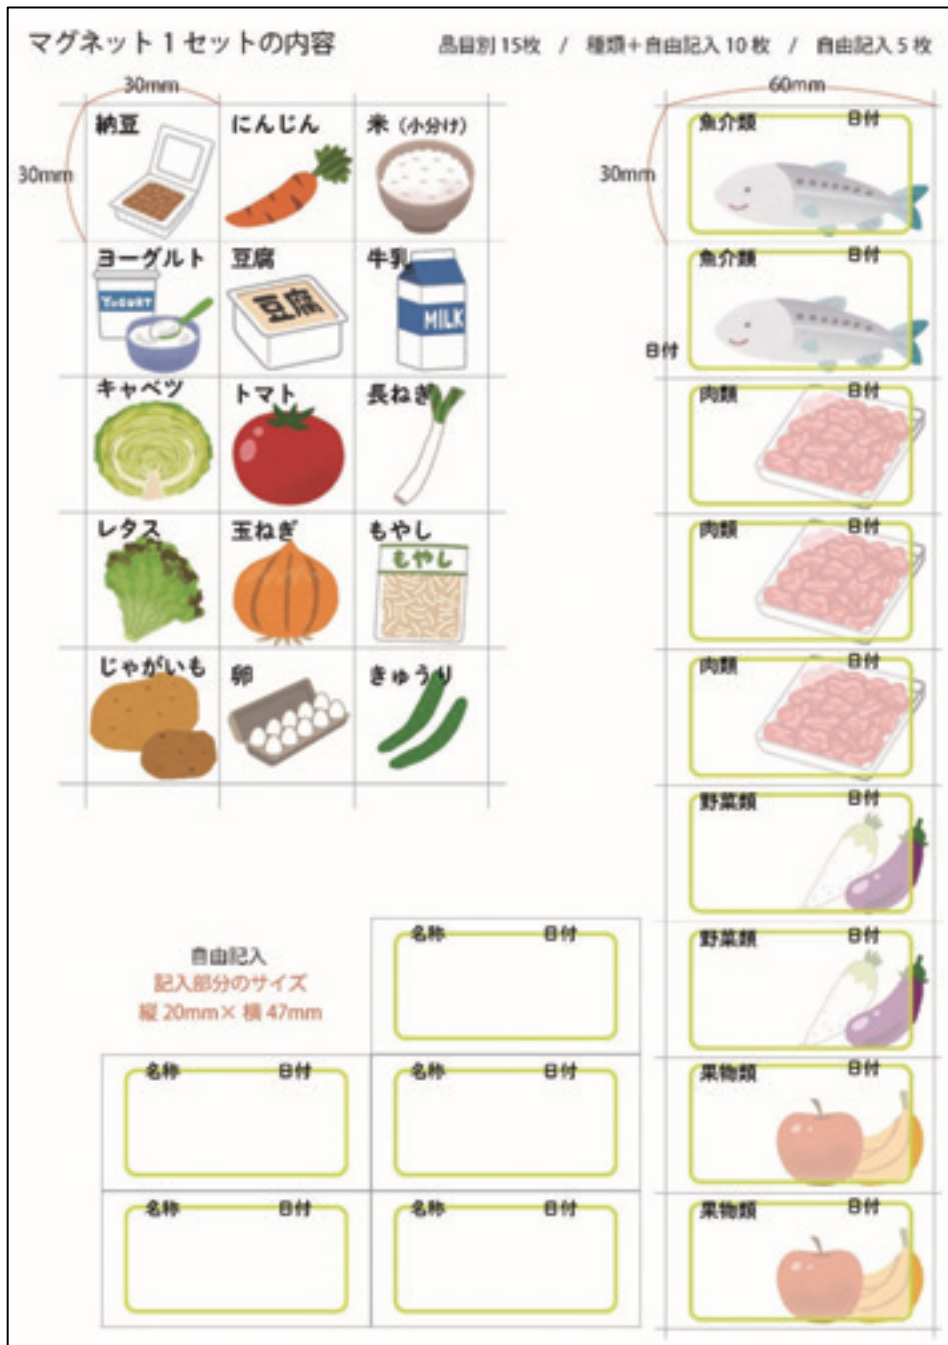 マグネット1セットの内容
品目別15枚 / 種類+自由記入10枚 / 自由記入5枚
30mm
60mm
30mm
30mm
納豆 にんじん 米(小分け)
魚介類 日付
ヨーグルト 豆腐 牛乳
YOGURT 豆腐 MILK
魚介類 日付
日付
キャベツ トマト 長ねぎ
肉類 日付
レタス 玉ねぎ もやし
もやし
肉類 日付
じゃがいも 卵 きゅうり
肉類 日付
野菜類 日付
自由記入
記入部分のサイズ
縦20mm×横47mm
名称 日付
野菜類 日付
名称 日付 名称 日付
果物類 日付
名称 日付 名称 日付
果物類 日付